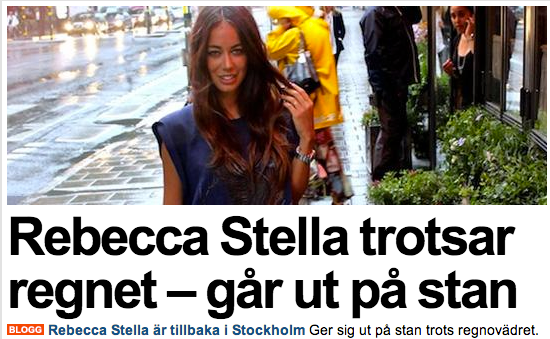 Rebecca Stella trotsar
regnet – går ut på stan
BLOGG Rebecca Stella är tillbaka i Stockholm Ger sig ut på stan trots regnovädret.